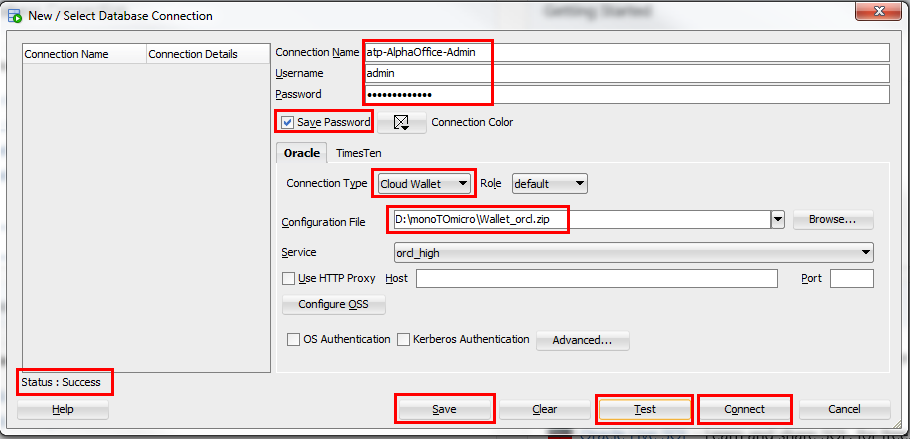 Getting Started
New / Select Database Connection
Connection Name Connection Details
Connection Name atp-AlphaOffice-Admin
Username admin
Password •••••••••••••
Save Password Connection Color
Oracle TimesTen
Connection Type Cloud Wallet Role default
Configuration File D:\monoTOmicro\Wallet_orcl.zip Browse...
Service orcl_high
Use HTTP Proxy Host Port
Configure OSS
OS Authentication Kerberos Authentication Advanced...
Status : Success
Help Save Clear Test Connect Cancel